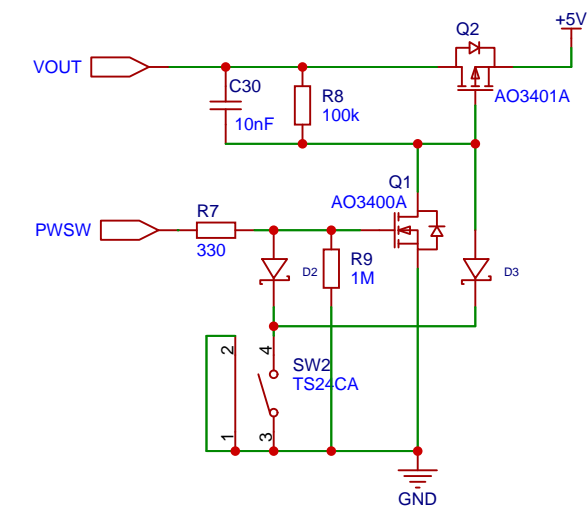 +5V
Q2
VOUT
C30
10nF
R8
100k
AO3401A
Q1
AO3400A
R7
PWSW
330
D2
R9
1M
D3
2
4
SW2
TS24CA
1
3
GND